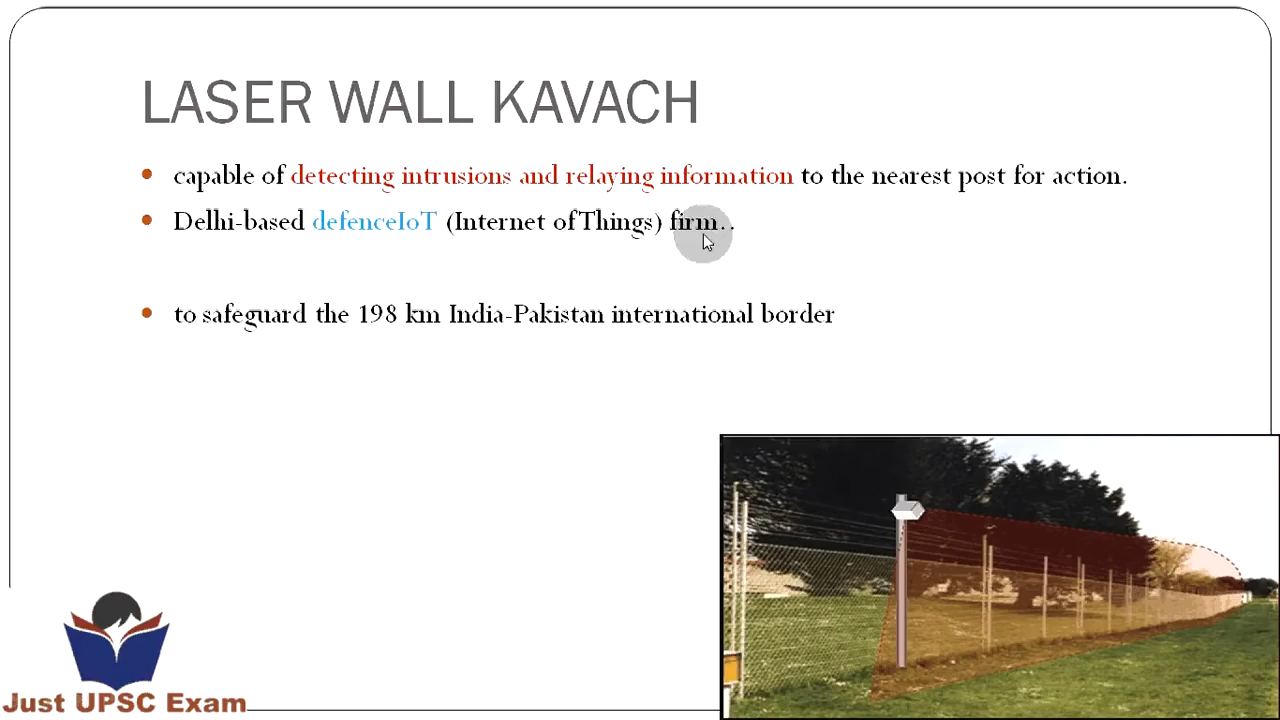 LASER WALL KAVACH
• capable of detecting intrusions and relaying information to the nearest post for action.
• Delhi-based defenceIoT (Internet of Things) firm..
• to safeguard the 198 km India-Pakistan international border
Just UPSC Exam